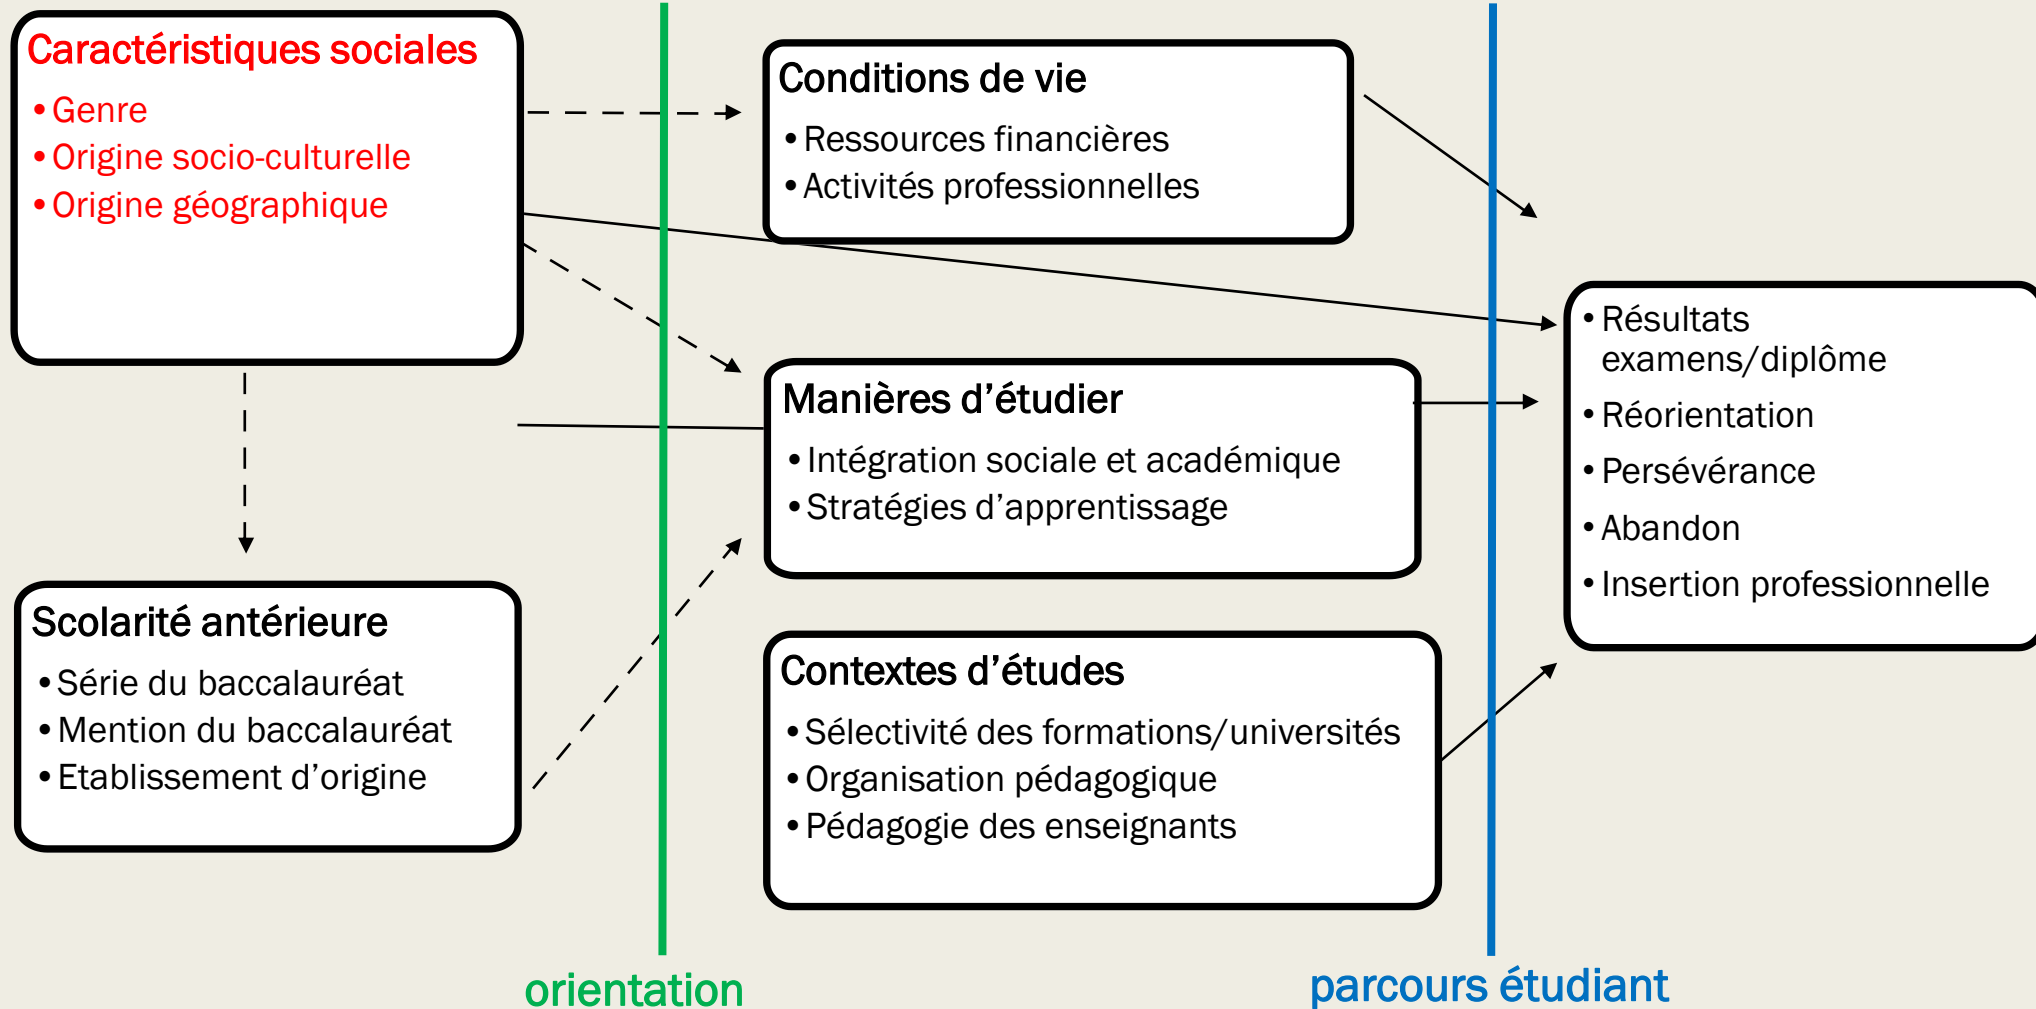 Caractéristiques sociales
•Genre
•Origine socio-culturelle
•Origine géographique
Scolarité antérieure
•Série du baccalauréat
•Mention du baccalauréat
•Etablissement d’origine
Conditions de vie
•Ressources financières
•Activités professionnelles
Manières d’étudier
•Intégration sociale et académique
•Stratégies d’apprentissage
Contextes d’études
•Sélectivité des formations/universités
•Organisation pédagogique
•Pédagogie des enseignants
•Résultats
examens/diplôme
•Réorientation
•Persévérance
•Abandon
•Insertion professionnelle
orientation
parcours étudiant